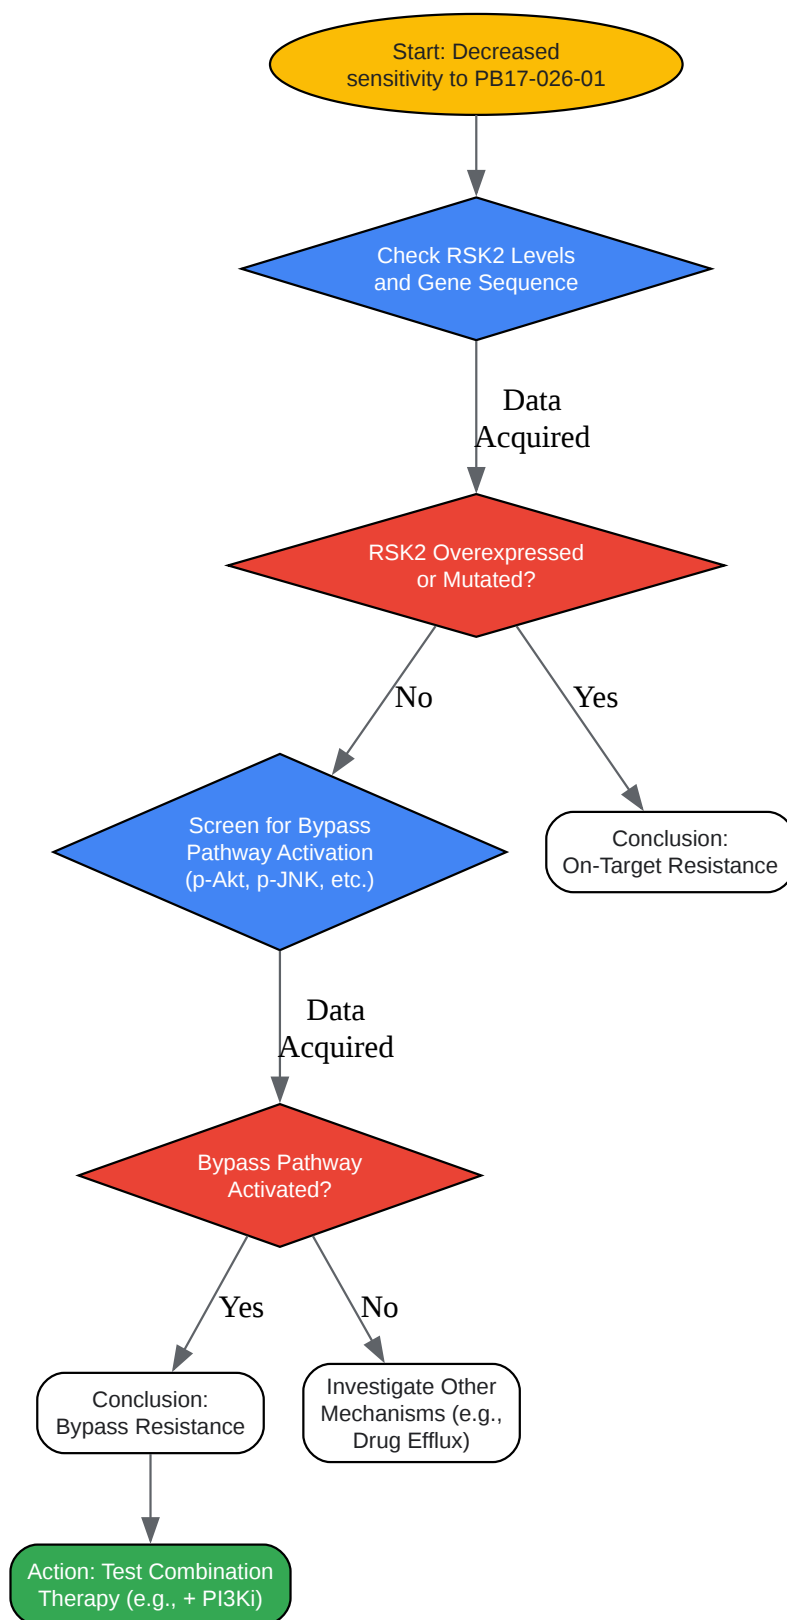 Start: Decreased
sensitivity to PB17-026-01
Check RSK2 Levels
and Gene Sequence
Data
Acquired
RSK2 Overexpressed
or Mutated?
No
Yes
Screen for Bypass
Pathway Activation
(p-Akt, p-JNK, etc.)
Conclusion:
On-Target Resistance
Data
Acquired
Bypass Pathway
Activated?
Yes
No
Conclusion:
Bypass Resistance
Investigate Other
Mechanisms (e.g.,
Drug Efflux)
Action: Test Combination
Therapy (e.g., + PI3Ki)